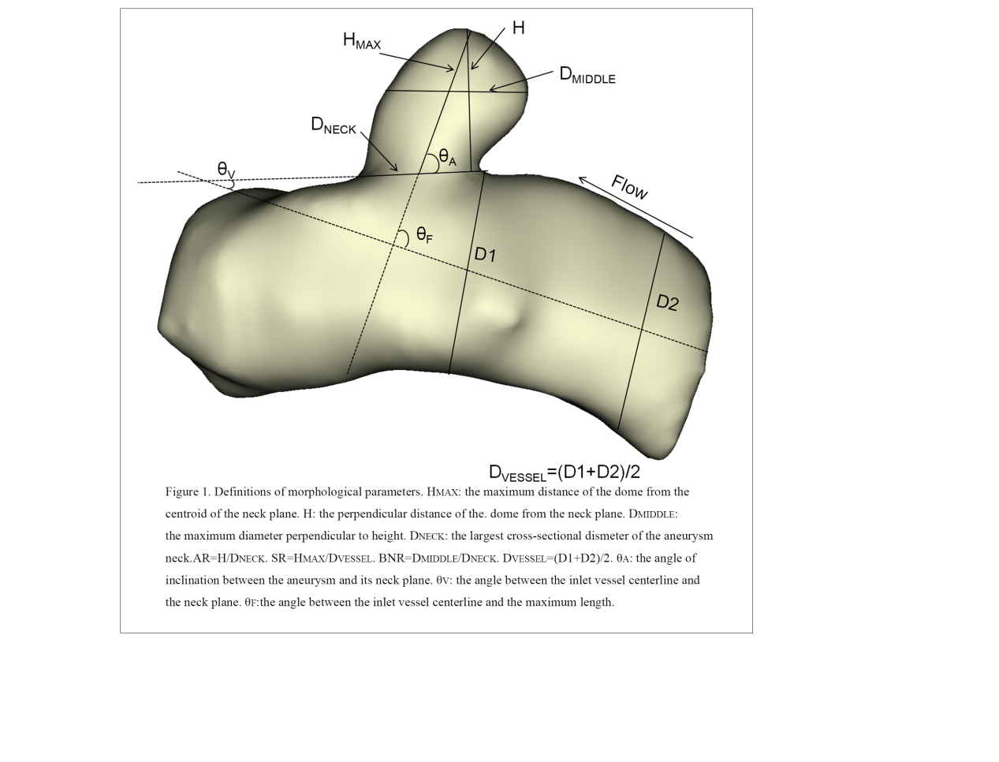 H
HMAX
DMIDDLE
DNECK
θA
θV
Flow
θF
D1
D2
DVESSEL=(D1+D2)/2
Figure 1. Definitions of morphological parameters. HMAX: the maximum distance of the dome from the
centroid of the neck plane. H: the perpendicular distance of the. dome from the neck plane. DMIDDLE:
the maximum diameter perpendicular to height. DNECK: the largest cross-sectional dismeter of the aneurysm
neck.AR=H/DNECK. SR=HMAX/DVESSEL. BNR=DMIDDLE/DNECK. DVESSEL=(D1+D2)/2. θA: the angle of
inclination between the aneurysm and its neck plane. θV: the angle between the inlet vessel centerline and
the neck plane. θF:the angle between the inlet vessel centerline and the maximum length.